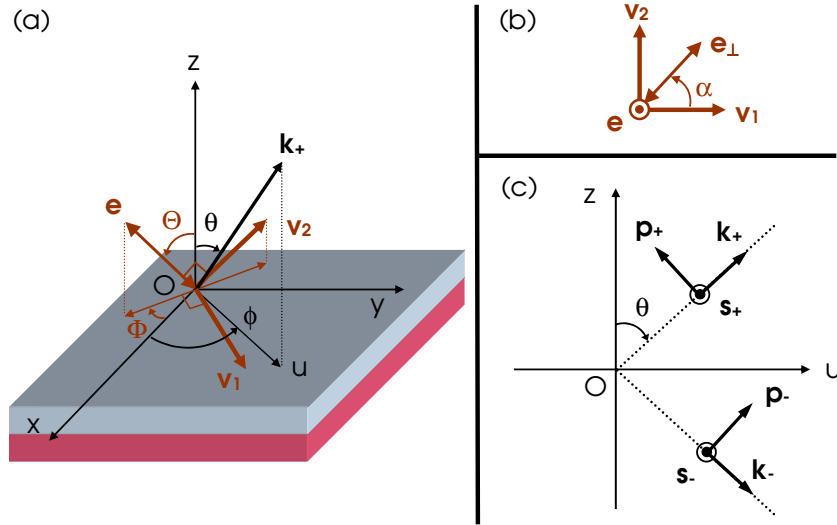 (a)
z
k+
e
Θ
θ
v2
O
y
Φ
ϕ
u
v1
x
(b)
v2
e⊥
α
e
v1
(c)
z
p+
k+
s+
θ
u
O
p-
s-
k-